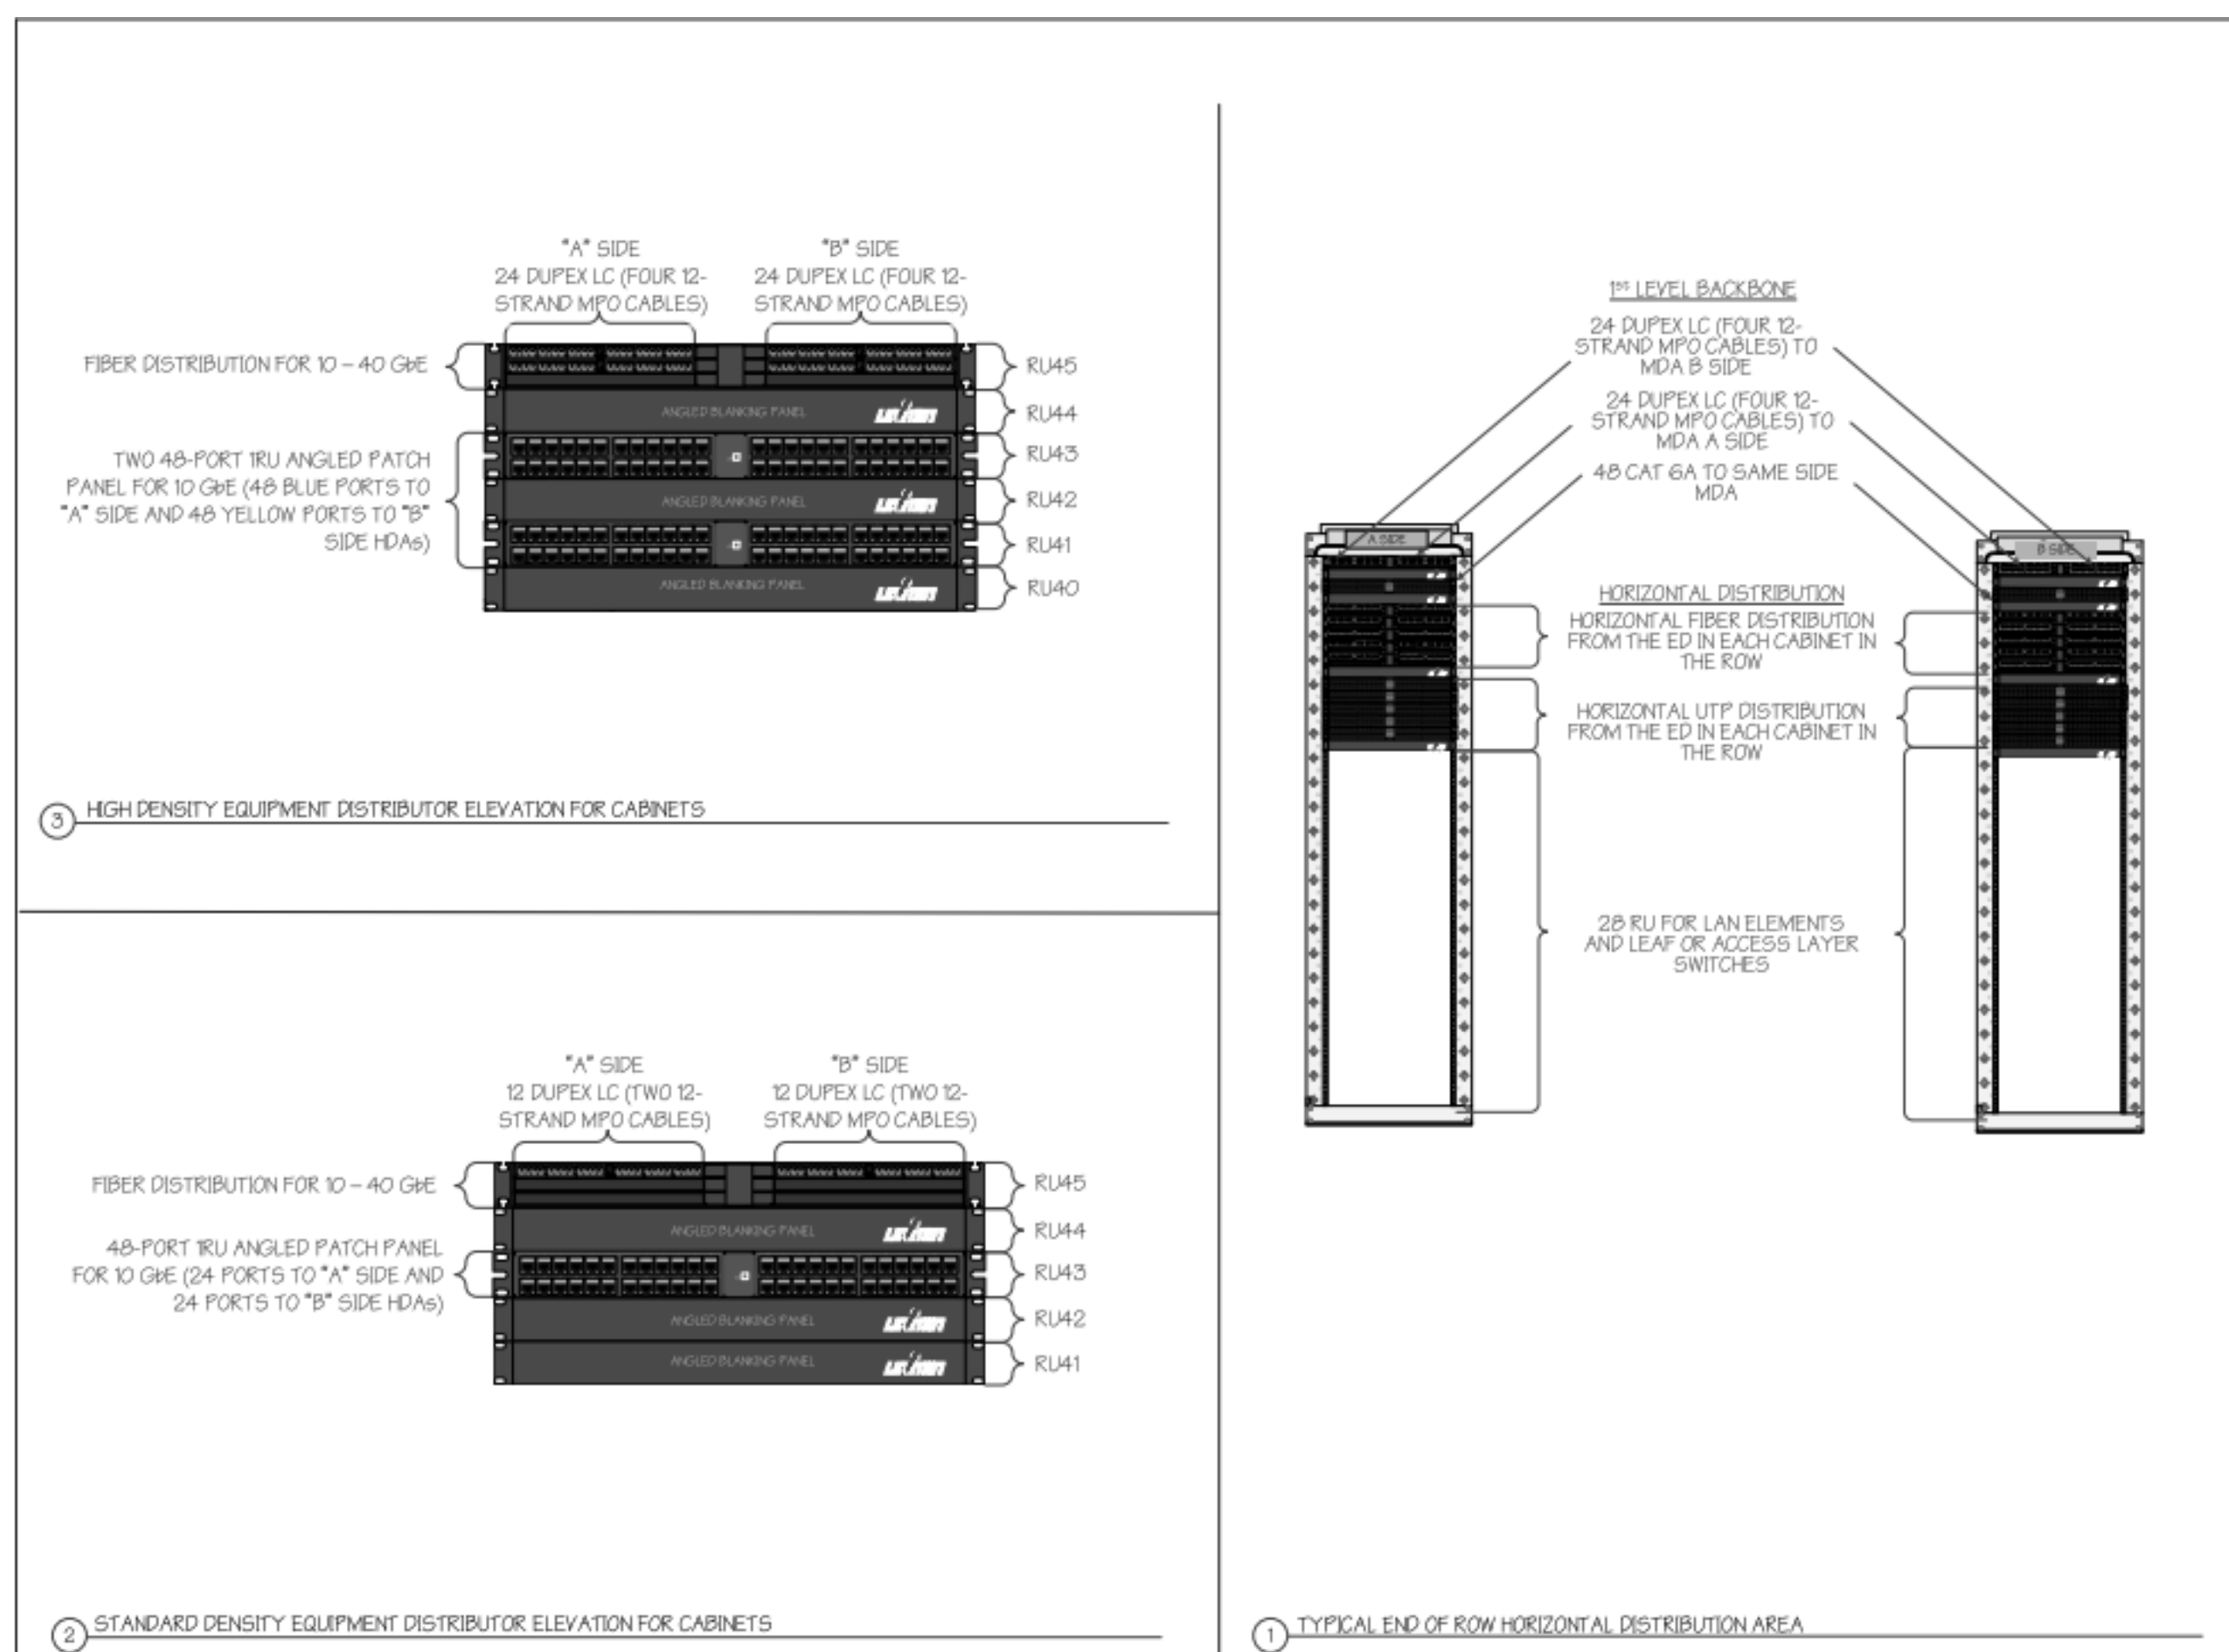 "A" SIDE
24 DUPEX LC (FOUR 12-
STRAND MPO CABLES)
"B" SIDE
24 DUPEX LC (FOUR 12-
STRAND MPO CABLES)
FIBER DISTRIBUTION FOR 10 – 40 GbE
TWO 48-PORT 1RU ANGLED PATCH
PANEL FOR 10 GbE (48 BLUE PORTS TO
"A" SIDE AND 48 YELLOW PORTS TO "B"
SIDE HDAs)
ANGLED BLANKING PANEL
ANGLED BLANKING PANEL
ANGLED BLANKING PANEL
RU45
RU44
RU43
RU42
RU41
RU40
3
HIGH DENSITY EQUIPMENT DISTRIBUTOR ELEVATION FOR CABINETS
"A" SIDE
12 DUPEX LC (TWO 12-
STRAND MPO CABLES)
"B" SIDE
12 DUPEX LC (TWO 12-
STRAND MPO CABLES)
FIBER DISTRIBUTION FOR 10 – 40 GbE
48-PORT 1RU ANGLED PATCH PANEL
FOR 10 GbE (24 PORTS TO "A" SIDE AND
24 PORTS TO "B" SIDE HDAs)
ANGLED BLANKING PANEL
ANGLED BLANKING PANEL
ANGLED BLANKING PANEL
RU45
RU44
RU43
RU42
RU41
2
STANDARD DENSITY EQUIPMENT DISTRIBUTOR ELEVATION FOR CABINETS
1ST LEVEL BACKBONE
24 DUPEX LC (FOUR 12-
STRAND MPO CABLES) TO
MDA B SIDE
24 DUPEX LC (FOUR 12-
STRAND MPO CABLES) TO
MDA A SIDE
48 CAT 6A TO SAME SIDE
MDA
A SIDE
B SIDE
HORIZONTAL DISTRIBUTION
HORIZONTAL FIBER DISTRIBUTION
FROM THE ED IN EACH CABINET IN
THE ROW
HORIZONTAL UTP DISTRIBUTION
FROM THE ED IN EACH CABINET IN
THE ROW
28 RU FOR LAN ELEMENTS
AND LEAF OR ACCESS LAYER
SWITCHES
1
TYPICAL END OF ROW HORIZONTAL DISTRIBUTION AREA